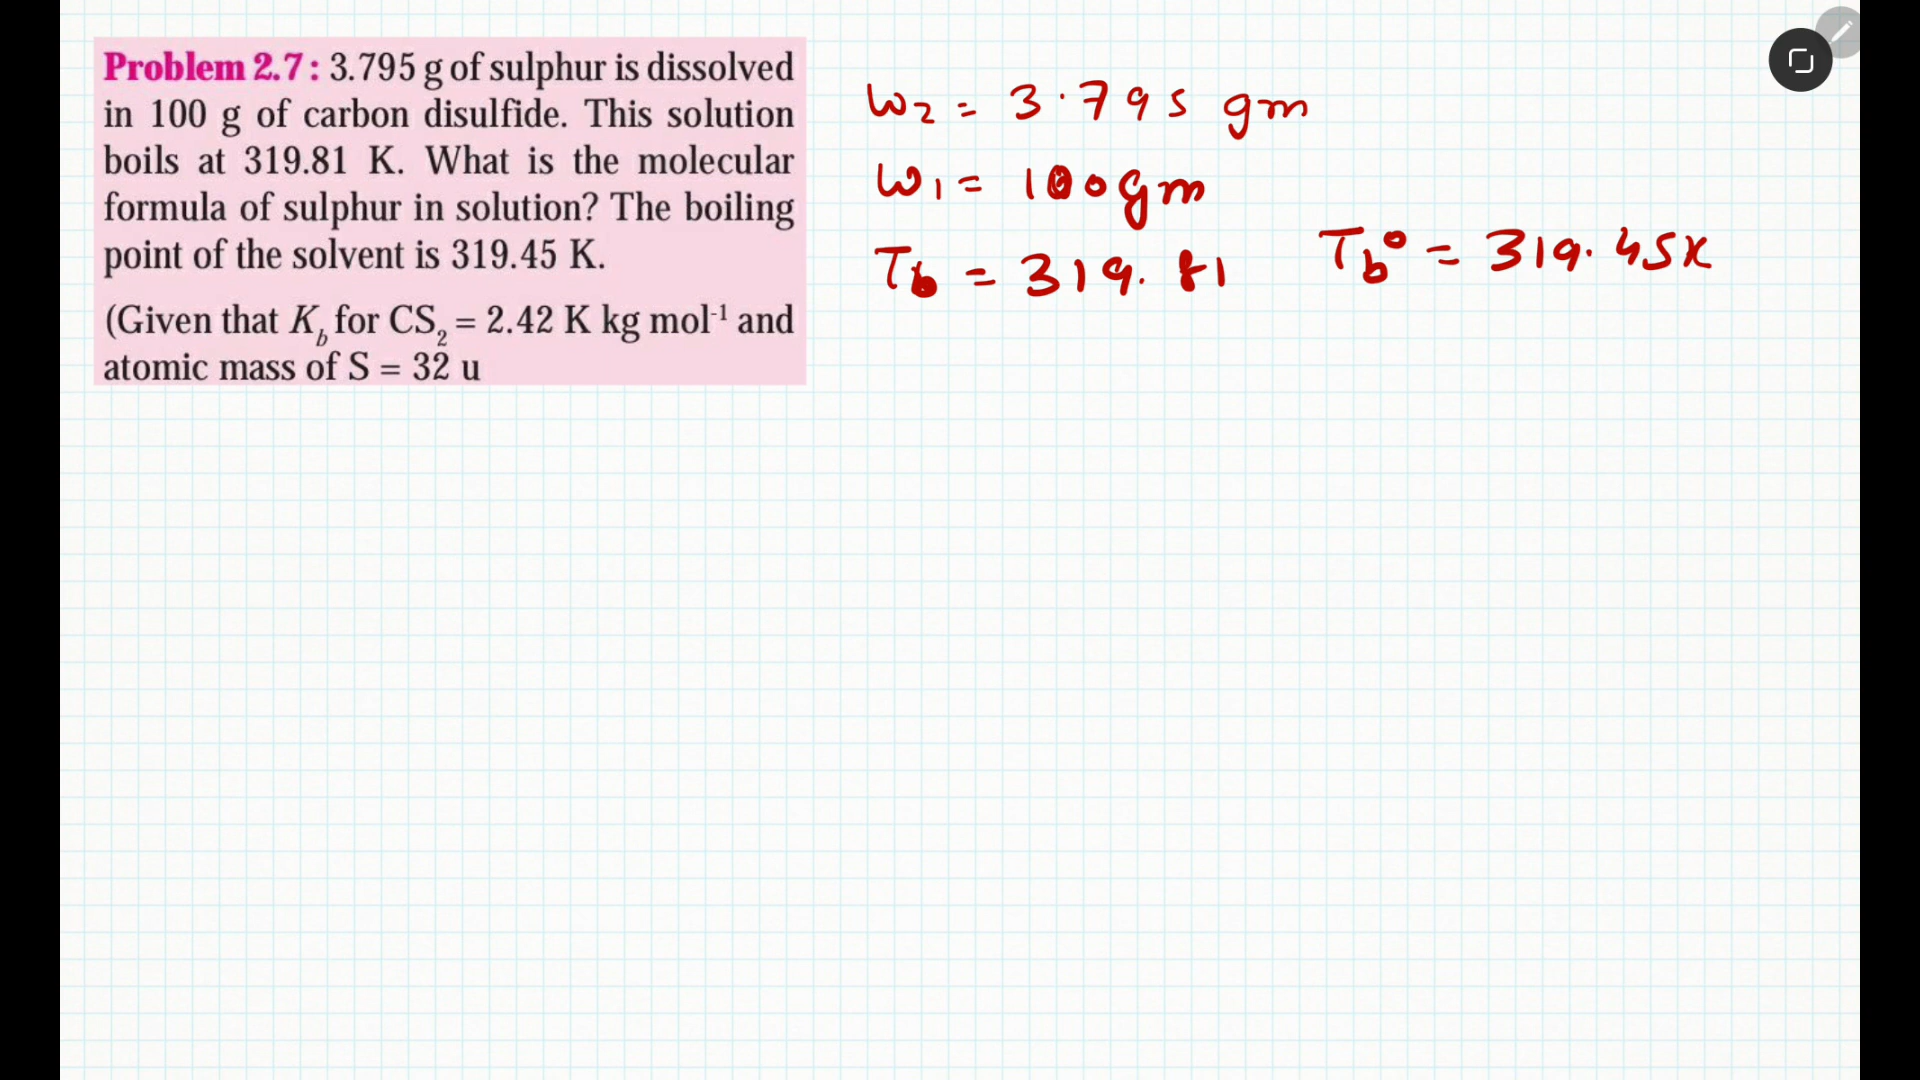 Problem 2.7 : 3.795 g of sulphur is dissolved
in 100 g of carbon disulfide. This solution
boils at 319.81 K. What is the molecular
formula of sulphur in solution? The boiling
point of the solvent is 319.45 K.
(Given that K_b for CS₂ = 2.42 K kg mol⁻¹ and
atomic mass of S = 32 u
W₂ = 3.795 gm
W₁ = 100gm
T_b = 319.81
T_b° = 319.45K